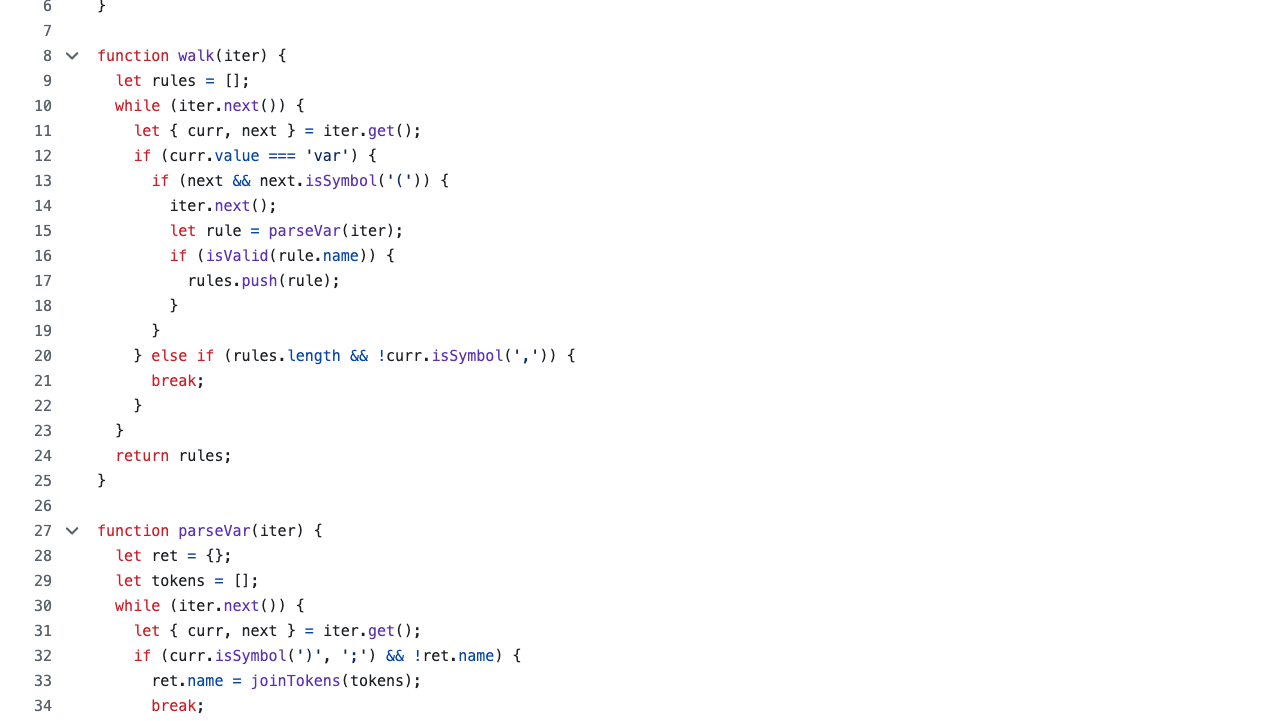 6 }
7
8 function walk(iter) {
9 let rules = [];
10 while (iter.next()) {
11 let { curr, next } = iter.get();
12 if (curr.value === 'var') {
13 if (next && next.isSymbol('(')) {
14 iter.next();
15 let rule = parseVar(iter);
16 if (isValid(rule.name)) {
17 rules.push(rule);
18 }
19 }
20 } else if (rules.length && !curr.isSymbol(',')) {
21 break;
22 }
23 }
24 return rules;
25 }
26
27 function parseVar(iter) {
28 let ret = {};
29 let tokens = [];
30 while (iter.next()) {
31 let { curr, next } = iter.get();
32 if (curr.isSymbol(')', ';') && !ret.name) {
33 ret.name = joinTokens(tokens);
34 break;